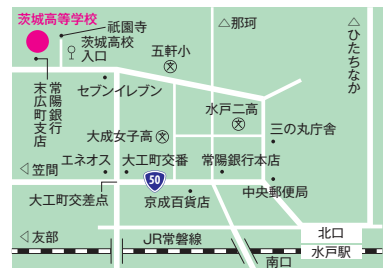 茨城高等学校
祇園寺
茨城高校
入口
五軒小
△那珂
△ひたちなか
常陽銀行
末広町支店
セブンイレブン
水戸二高
大成女子高
三の丸庁舎
◁笠間
エネオス
大工町交番
常陽銀行本店
50
大工町交差点
京成百貨店
中央郵便局
◁友部
JR常磐線
北口
水戸駅
南口